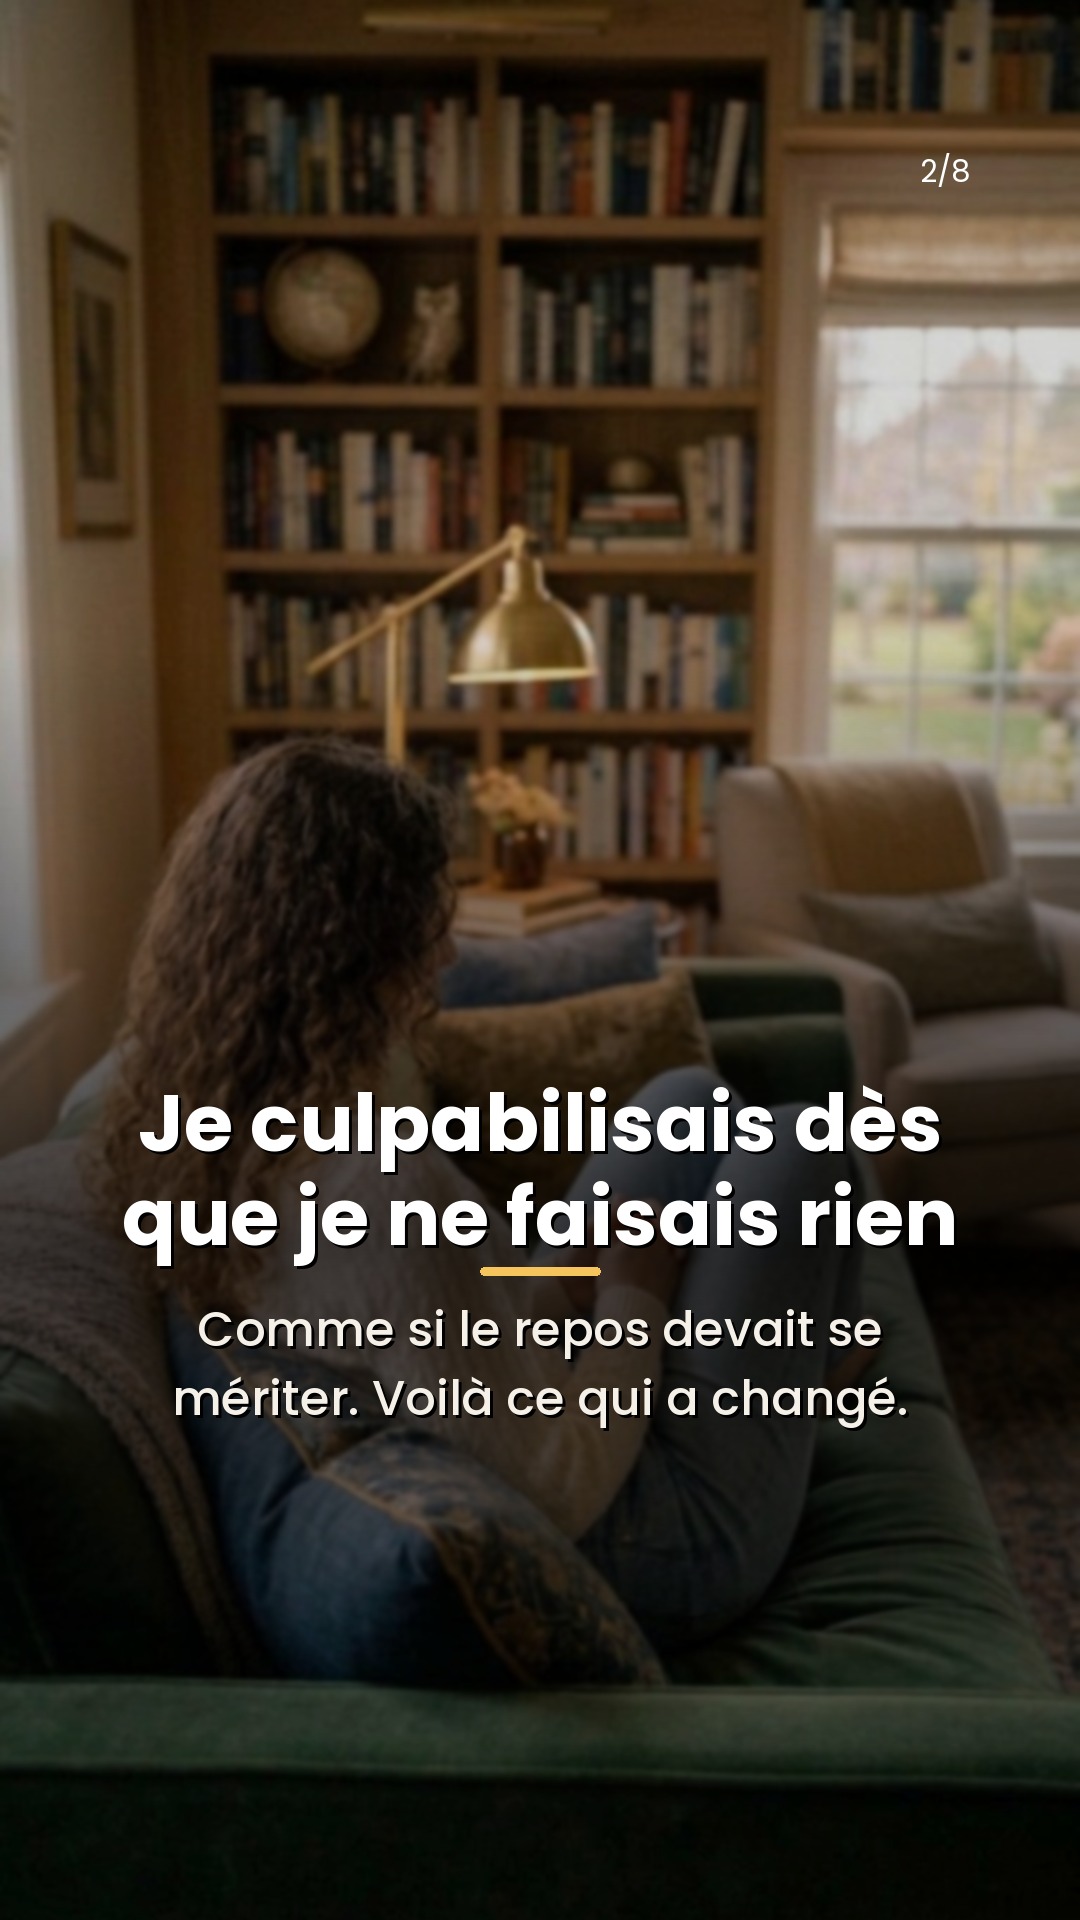 2/8
Je culpabilisais dès
que je ne faisais rien
Comme si le repos devait se
mériter. Voilà ce qui a changé.